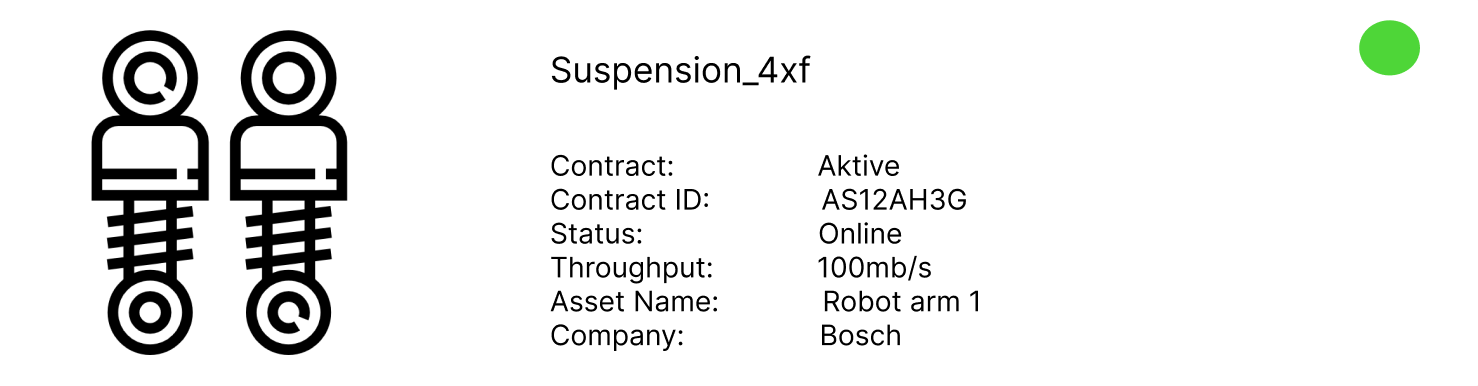 Suspension_4xf
Contract: Aktive
Contract ID: AS12AH3G
Status: Online
Throughput: 100mb/s
Asset Name: Robot arm 1
Company: Bosch